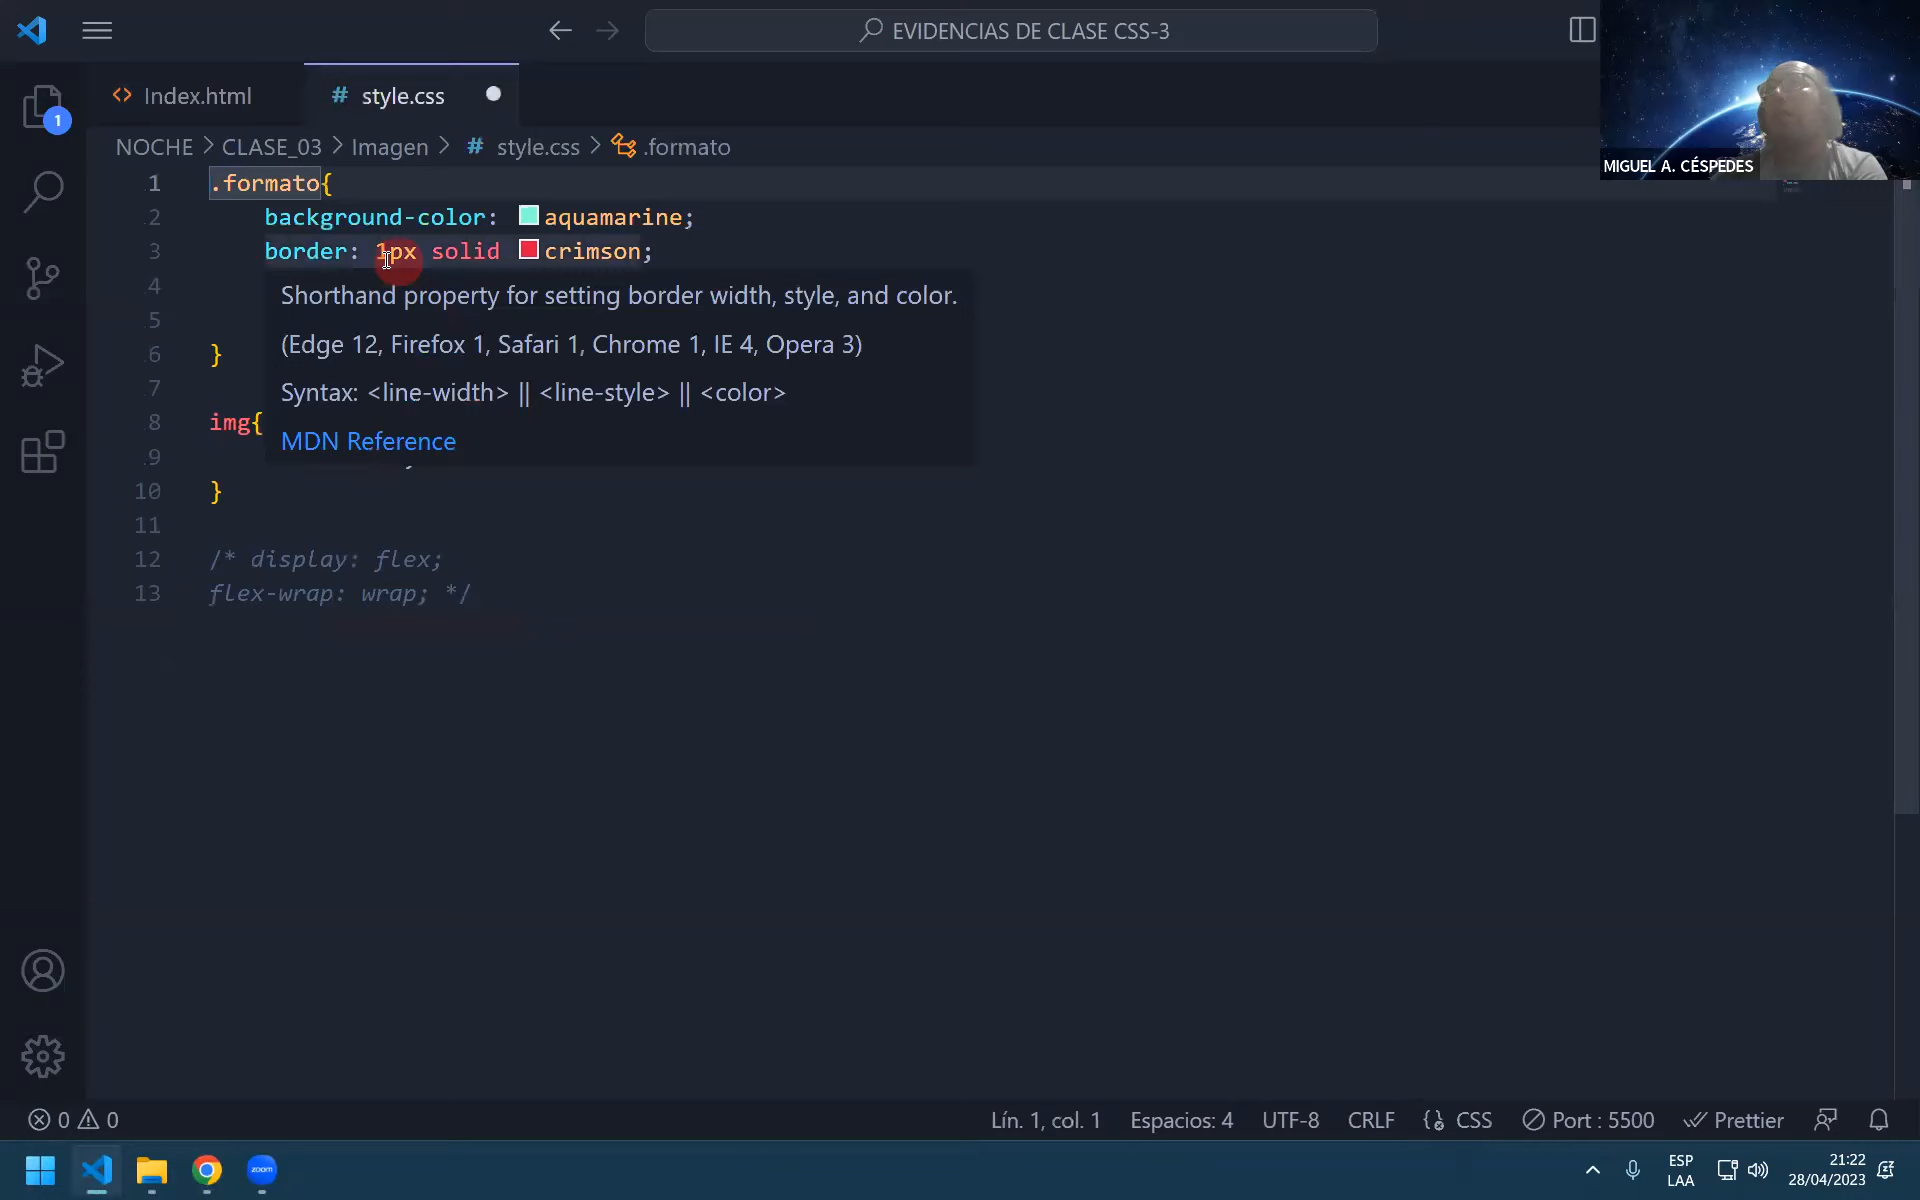 EVIDENCIAS DE CLASE CSS-3
Index.html
# style.css
1
NOCHE > CLASE_03 > Imagen > # style.css > .formato
MIGUEL A. CÉSPEDES
1 .formato{
2 background-color: aquamarine;
3 border: 1px solid crimson;
4
Shorthand property for setting border width, style, and color.
5
(Edge 12, Firefox 1, Safari 1, Chrome 1, IE 4, Opera 3)
6 }
7
Syntax: <line-width> || <line-style> || <color>
8 img{
MDN Reference
9
10 }
11
12 /* display: flex;
13 flex-wrap: wrap; */
0 0
Lín. 1, col. 1
Espacios: 4
UTF-8
CRLF
{} CSS
Port : 5500
Prettier
zoom
ESP
LAA
21:22
28/04/2023